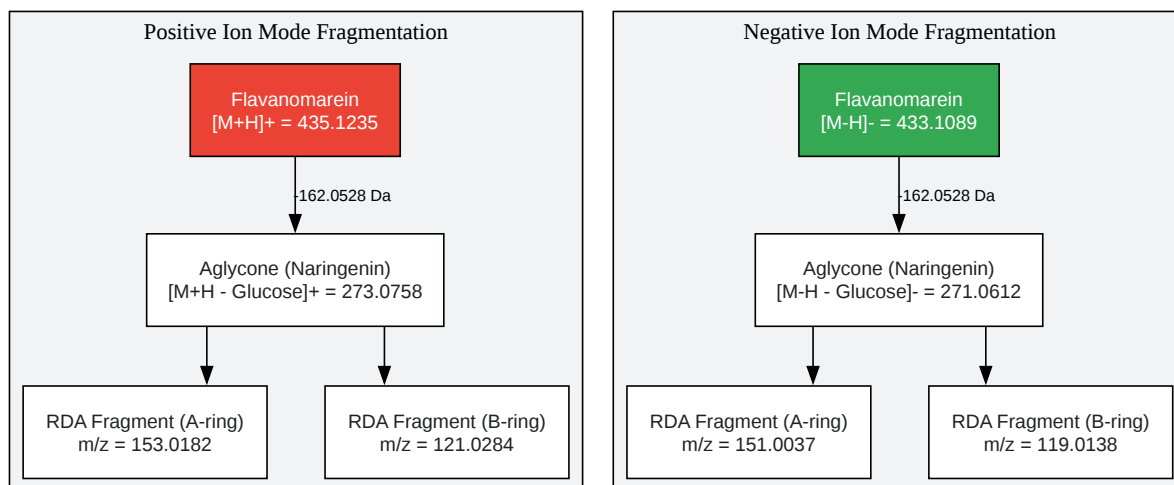 Positive Ion Mode Fragmentation
Flavanomarein
[M+H]+ = 435.1235
-162.0528 Da
Aglycone (Naringenin)
[M+H - Glucose]+ = 273.0758
RDA Fragment (A-ring)
m/z = 153.0182
RDA Fragment (B-ring)
m/z = 121.0284
Negative Ion Mode Fragmentation
Flavanomarein
[M-H]- = 433.1089
-162.0528 Da
Aglycone (Naringenin)
[M-H - Glucose]- = 271.0612
RDA Fragment (A-ring)
m/z = 151.0037
RDA Fragment (B-ring)
m/z = 119.0138